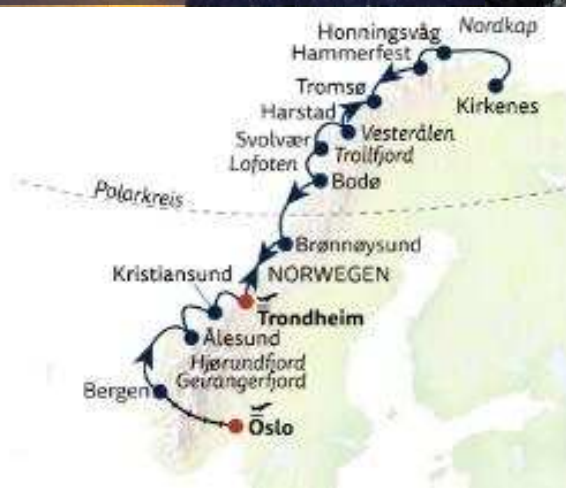 Nordkap
Honningsvåg
Hammerfest
Tromsø
Kirkenes
Harstad
Vesterålen
Svolvær
Trollfjord
Lofoten
Bodø
Polarkreis
Brønnøysund
Kristiansund
NORWEGEN
Trondheim
Ålesund
Hjørundfjord
Geirangerfjord
Bergen
Oslo